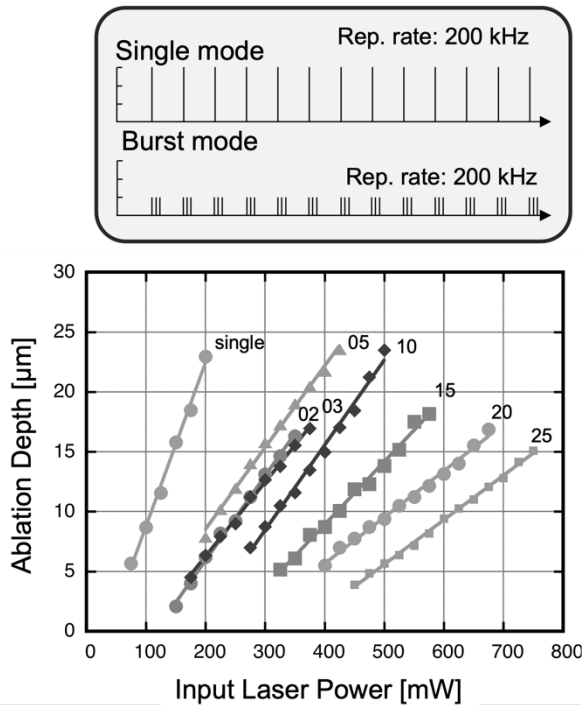 Rep. rate: 200 kHz
Single mode
Burst mode
Rep. rate: 200 kHz
30
25
20
15
10
5
0
Ablation Depth [µm]
single
05
10
02
03
15
20
25
0 100 200 300 400 500 600 700 800
Input Laser Power [mW]